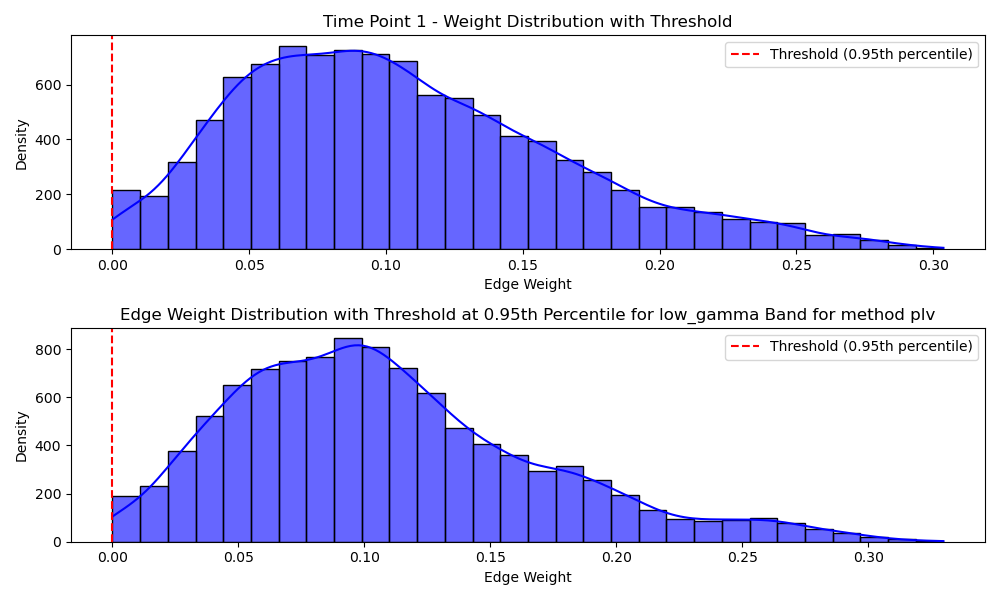 Time Point 1 - Weight Distribution with Threshold
Threshold (0.95th percentile)
Density
600
400
200
0
0.00 0.05 0.10 0.15 0.20 0.25 0.30
Edge Weight
Edge Weight Distribution with Threshold at 0.95th Percentile for low_gamma Band for method plv
Threshold (0.95th percentile)
Density
800
600
400
200
0
0.00 0.05 0.10 0.15 0.20 0.25 0.30
Edge Weight